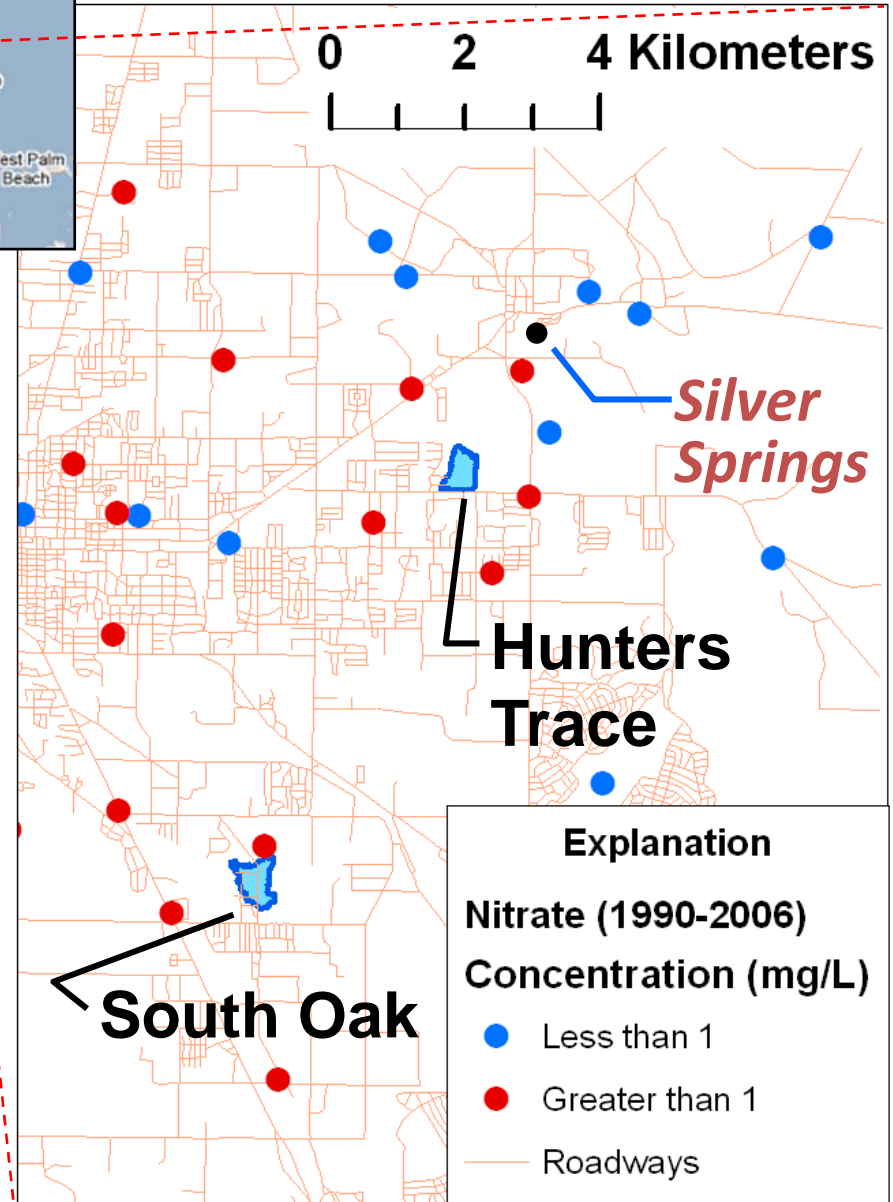 0 2 4 Kilometers
est Palm
Beach
Silver
Springs
Hunters
Trace
South Oak
Explanation
Nitrate (1990-2006)
Concentration (mg/L)
Less than 1
Greater than 1
Roadways